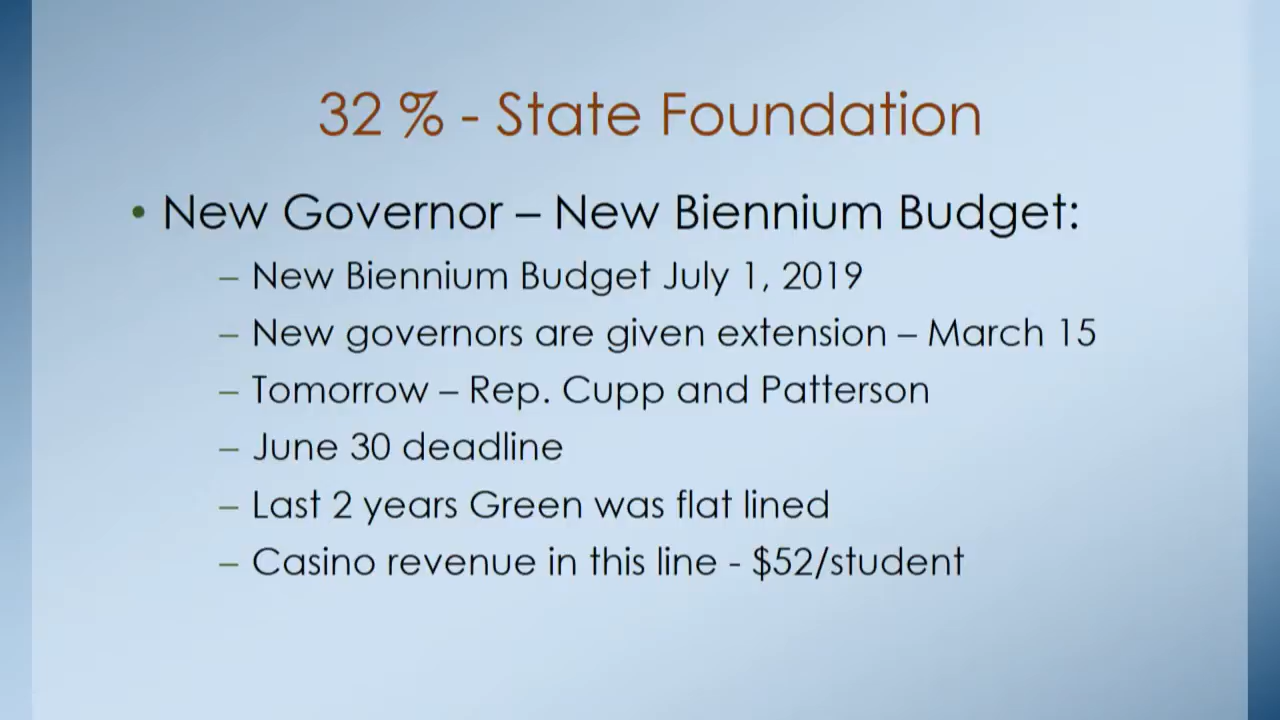 32 % - State Foundation
• New Governor – New Biennium Budget:
– New Biennium Budget July 1, 2019
– New governors are given extension – March 15
– Tomorrow – Rep. Cupp and Patterson
– June 30 deadline
– Last 2 years Green was flat lined
– Casino revenue in this line - $52/student